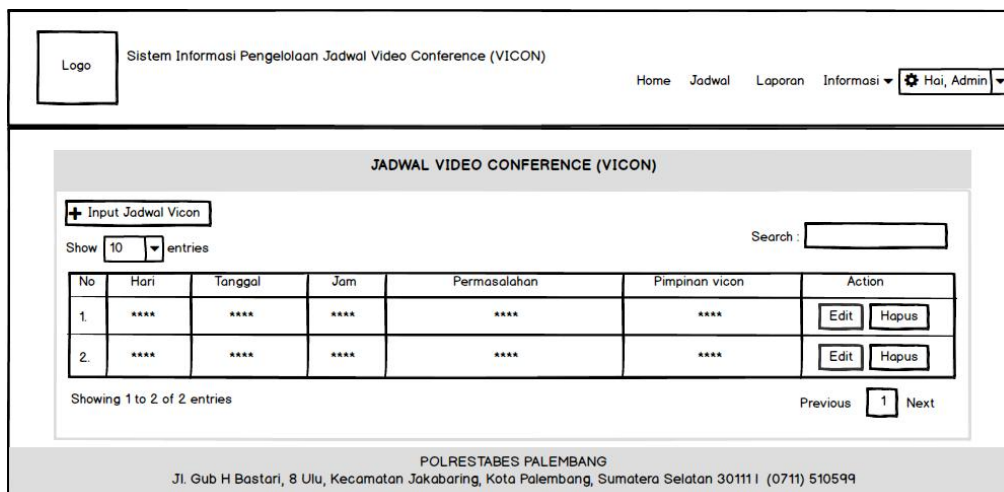 Logo
Sistem Informasi Pengelolaan Jadwal Video Conference (VICON)
Home Jadwal Laporan Informasi Hai, Admin
JADWAL VIDEO CONFERENCE (VICON)
+ Input Jadwal Vicon
Search :
Show 10 entries
No Hari Tanggal Jam Permasalahan Pimpinan vicon Action
1. **** **** **** **** **** Edit Hapus
2. **** **** **** **** **** Edit Hapus
Showing 1 to 2 of 2 entries
Previous 1 Next
POLRESTABES PALEMBANG
Jl. Gub H Bastari, 8 Ulu, Kecamatan Jakabaring, Kota Palembang, Sumatera Selatan 30111 | (0711) 510599